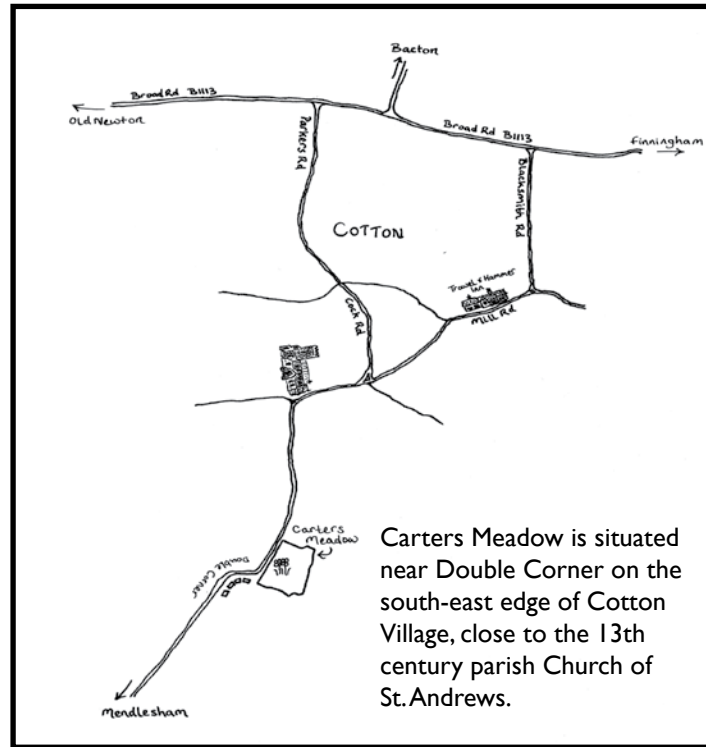 Bacton
Broad Rd B1113
Old Newton
Parkers Rd
Broad Rd B1113
Finningham
Blacksmith Rd
COTTON
Trowel & Hammer
Inn
Mill Rd
Cock Rd
Carters
Meadow
Double Corner
Mendlesham
Carters Meadow is situated
near Double Corner on the
south-east edge of Cotton
Village, close to the 13th
century parish Church of
St. Andrews.